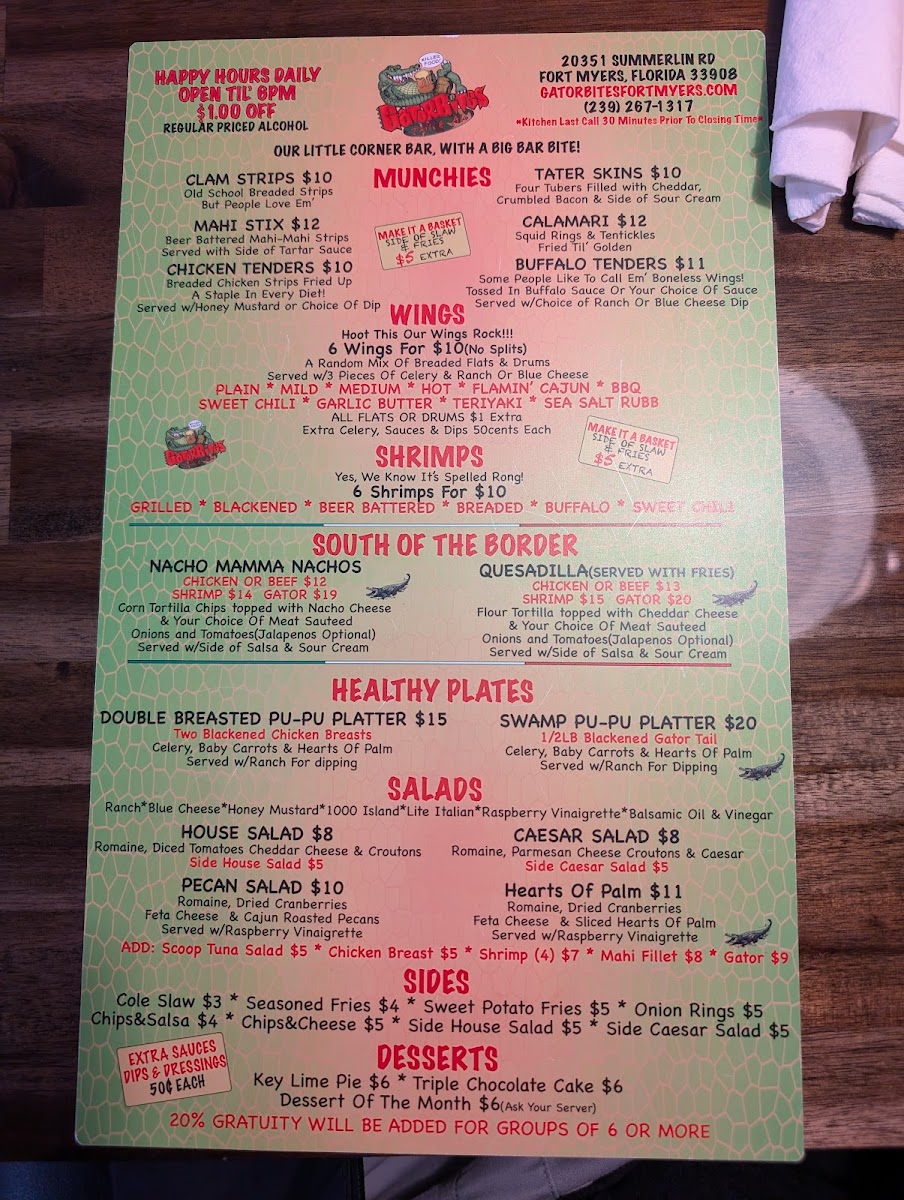 HAPPY HOURS DAILY
OPEN TIL' 6PM
$1.00 OFF
REGULAR PRICED ALCOHOL
KILLER
FOOD!
GATORBITES
20351 SUMMERLIN RD
FORT MYERS, FLORIDA 33908
GATORBITESFORTMYERS.COM
(239) 267-1317
*Kitchen Last Call 30 Minutes Prior To Closing Time*
OUR LITTLE CORNER BAR, WITH A BIG BAR BITE!
MUNCHIES
CLAM STRIPS $10
Old School Breaded Strips
But People Love Em'
TATER SKINS $10
Four Tubers Filled with Cheddar,
Crumbled Bacon & Side of Sour Cream
MAHI STIX $12
Beer Battered Mahi-Mahi Strips
Served with Side of Tartar Sauce
MAKE IT A BASKET
SIDE OF SLAW
& FRIES
$5 EXTRA
CALAMARI $12
Squid Rings & Tentickles
Fried Til' Golden
CHICKEN TENDERS $10
Breaded Chicken Strips Fried Up
A Staple In Every Diet!
Served w/Honey Mustard or Choice Of Dip
BUFFALO TENDERS $11
Some People Like To Call Em' Boneless Wings!
Tossed In Buffalo Sauce Or Your Choice Of Sauce
Served w/Choice of Ranch Or Blue Cheese Dip
WINGS
Hoot This Our Wings Rock!!!
6 Wings For $10(No Splits)
A Random Mix Of Breaded Flats & Drums
Served w/3 Pieces Of Celery & Ranch Or Blue Cheese
PLAIN * MILD * MEDIUM * HOT * FLAMIN' CAJUN * BBQ
SWEET CHILI * GARLIC BUTTER * TERIYAKI * SEA SALT RUBB
ALL FLATS OR DRUMS $1 Extra
Extra Celery, Sauces & Dips 50cents Each
GATORBITES
MAKE IT A BASKET
SIDE OF SLAW
& FRIES
$5 EXTRA
SHRIMPS
Yes, We Know It's Spelled Rong!
6 Shrimps For $10
GRILLED * BLACKENED * BEER BATTERED * BREADED * BUFFALO * SWEET CHILI
SOUTH OF THE BORDER
NACHO MAMMA NACHOS
CHICKEN OR BEEF $12
SHRIMP $14 GATOR $19
Corn Tortilla Chips topped with Nacho Cheese
& Your Choice Of Meat Sauteed
Onions and Tomatoes(Jalapenos Optional)
Served w/Side of Salsa & Sour Cream
QUESADILLA(SERVED WITH FRIES)
CHICKEN OR BEEF $13
SHRIMP $15 GATOR $20
Flour Tortilla topped with Cheddar Cheese
& Your Choice Of Meat Sauteed
Onions and Tomatoes(Jalapenos Optional)
Served w/Side of Salsa & Sour Cream
HEALTHY PLATES
DOUBLE BREASTED PU-PU PLATTER $15
Two Blackened Chicken Breasts
Celery, Baby Carrots & Hearts Of Palm
Served w/Ranch For dipping
SWAMP PU-PU PLATTER $20
1/2LB Blackened Gator Tail
Celery, Baby Carrots & Hearts Of Palm
Served w/Ranch For Dipping
SALADS
Ranch*Blue Cheese*Honey Mustard*1000 Island*Lite Italian*Raspberry Vinaigrette*Balsamic Oil & Vinegar
HOUSE SALAD $8
Romaine, Diced Tomatoes Cheddar Cheese & Croutons
Side House Salad $5
CAESAR SALAD $8
Romaine, Parmesan Cheese Croutons & Caesar
Side Caesar Salad $5
PECAN SALAD $10
Romaine, Dried Cranberries
Feta Cheese & Cajun Roasted Pecans
Served w/Raspberry Vinaigrette
Hearts Of Palm $11
Romaine, Dried Cranberries
Feta Cheese & Sliced Hearts Of Palm
Served w/Raspberry Vinaigrette
ADD: Scoop Tuna Salad $5 * Chicken Breast $5 * Shrimp (4) $7 * Mahi Fillet $8 * Gator $9
SIDES
Cole Slaw $3 * Seasoned Fries $4 * Sweet Potato Fries $5 * Onion Rings $5
Chips&Salsa $4 * Chips&Cheese $5 * Side House Salad $5 * Side Caesar Salad $5
EXTRA SAUCES
DIPS & DRESSINGS
50¢ EACH
DESSERTS
Key Lime Pie $6 * Triple Chocolate Cake $6
Dessert Of The Month $6(Ask Your Server)
20% GRATUITY WILL BE ADDED FOR GROUPS OF 6 OR MORE